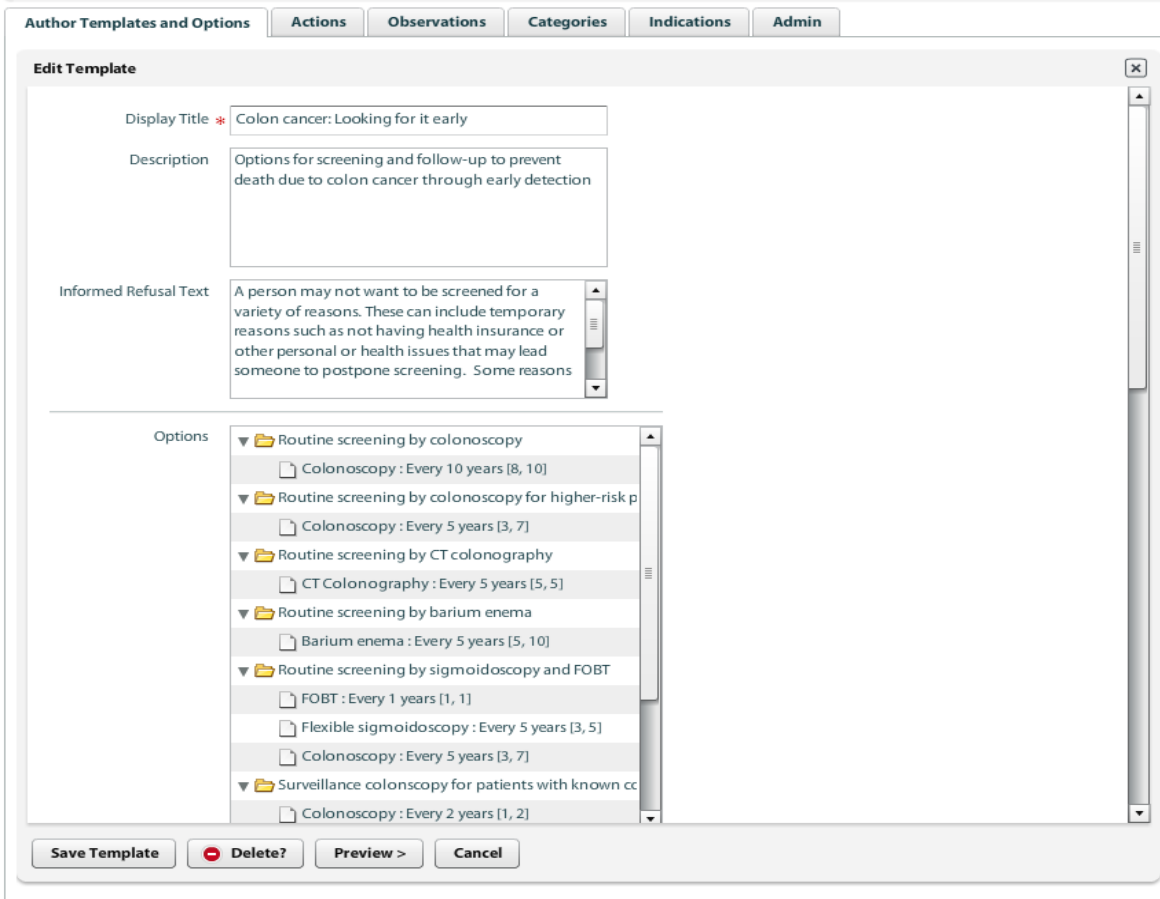 Author Templates and Options Actions Observations Categories Indications Admin
Edit Template
Display Title * Colon cancer: Looking for it early
Description Options for screening and follow-up to prevent
death due to colon cancer through early detection
Informed Refusal Text A person may not want to be screened for a
variety of reasons. These can include temporary
reasons such as not having health insurance or
other personal or health issues that may lead
someone to postpone screening. Some reasons
Options Routine screening by colonoscopy
Colonoscopy : Every 10 years [8, 10]
Routine screening by colonoscopy for higher-risk p
Colonoscopy : Every 5 years [3, 7]
Routine screening by CT colonography
CT Colonography : Every 5 years [5, 5]
Routine screening by barium enema
Barium enema : Every 5 years [5, 10]
Routine screening by sigmoidoscopy and FOBT
FOBT : Every 1 years [1, 1]
Flexible sigmoidoscopy : Every 5 years [3, 5]
Colonoscopy : Every 5 years [3, 7]
Surveillance colonscopy for patients with known cc
Colonoscopy : Every 2 years [1, 2]
Save Template Delete? Preview > Cancel